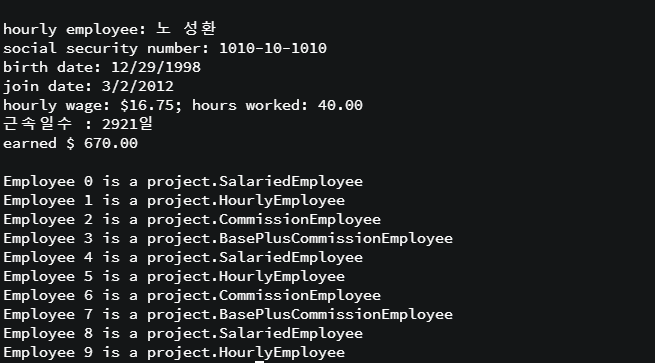 hourly employee: 노 성환
social security number: 1010-10-1010
birth date: 12/29/1998
join date: 3/2/2012
hourly wage: $16.75; hours worked: 40.00
근속일수 : 2921일
earned $ 670.00
Employee 0 is a project.SalariedEmployee
Employee 1 is a project.HourlyEmployee
Employee 2 is a project.CommissionEmployee
Employee 3 is a project.BasePlusCommissionEmployee
Employee 4 is a project.SalariedEmployee
Employee 5 is a project.HourlyEmployee
Employee 6 is a project.CommissionEmployee
Employee 7 is a project.BasePlusCommissionEmployee
Employee 8 is a project.SalariedEmployee
Employee 9 is a project.HourlyEmployee